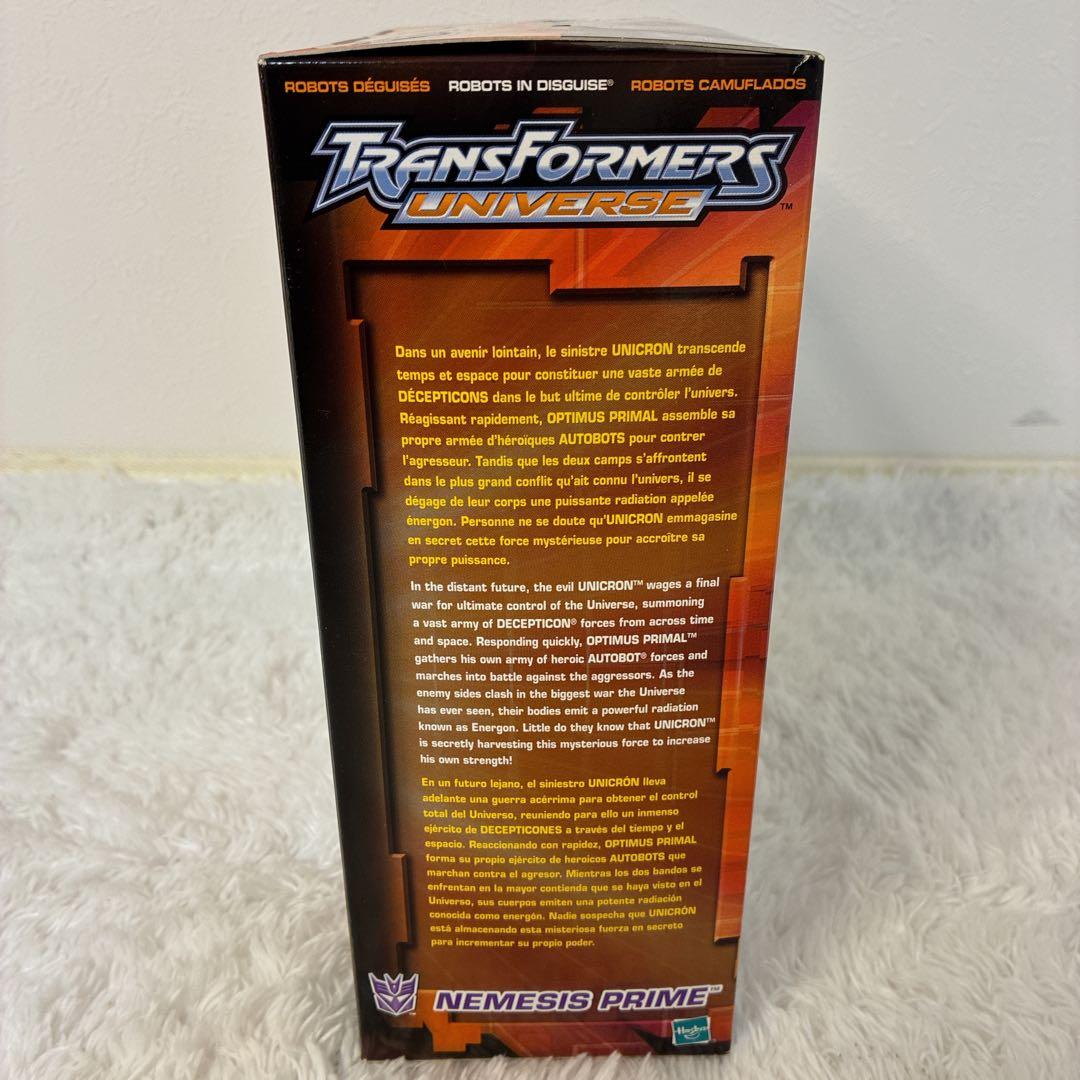 ROBOTS DÉGUISÉS ROBOTS IN DISGUISE® ROBOTS CAMUFLADOS
TRANSFORMERS
UNIVERSE™
Dans un avenir lointain, le sinistre UNICRON transcende
temps et espace pour constituer une vaste armée de
DÉCEPTICONS dans le but ultime de contrôler l'univers.
Réagissant rapidement, OPTIMUS PRIMAL assemble sa
propre armée d'héroïques AUTOBOTS pour contrer
l'agresseur. Tandis que les deux camps s'affrontent
dans le plus grand conflit qu'ait connu l'univers, il se
dégage de leur corps une puissante radiation appelée
énergon. Personne ne se doute qu'UNICRON emmagasine
en secret cette force mystérieuse pour accroître sa
propre puissance.
In the distant future, the evil UNICRON™ wages a final
war for ultimate control of the Universe, summoning
a vast army of DECEPTICON® forces from across time
and space. Responding quickly, OPTIMUS PRIMAL™
gathers his own army of heroic AUTOBOT® forces and
marches into battle against the aggressors. As the
enemy sides clash in the biggest war the Universe
has ever seen, their bodies emit a powerful radiation
known as Energon. Little do they know that UNICRON™
is secretly harvesting this mysterious force to increase
his own strength!
En un futuro lejano, el siniestro UNICRÓN lleva
adelante una guerra acérrima para obtener el control
total del Universo, reuniendo para ello un inmenso
ejército de DECEPTICONES a través del tiempo y el
espacio. Reaccionando con rapidez, OPTIMUS PRIMAL
forma su propio ejército de heroicos AUTOBOTS que
marchan contra el agresor. Mientras los dos bandos se
enfrentan en la mayor contienda que se haya visto en el
Universo, sus cuerpos emiten una potente radiación
conocida como energón. Nadie sospecha que UNICRÓN
está almacenando esta misteriosa fuerza en secreto
para incrementar su propio poder.
NEMESIS PRIME™
Hasbro